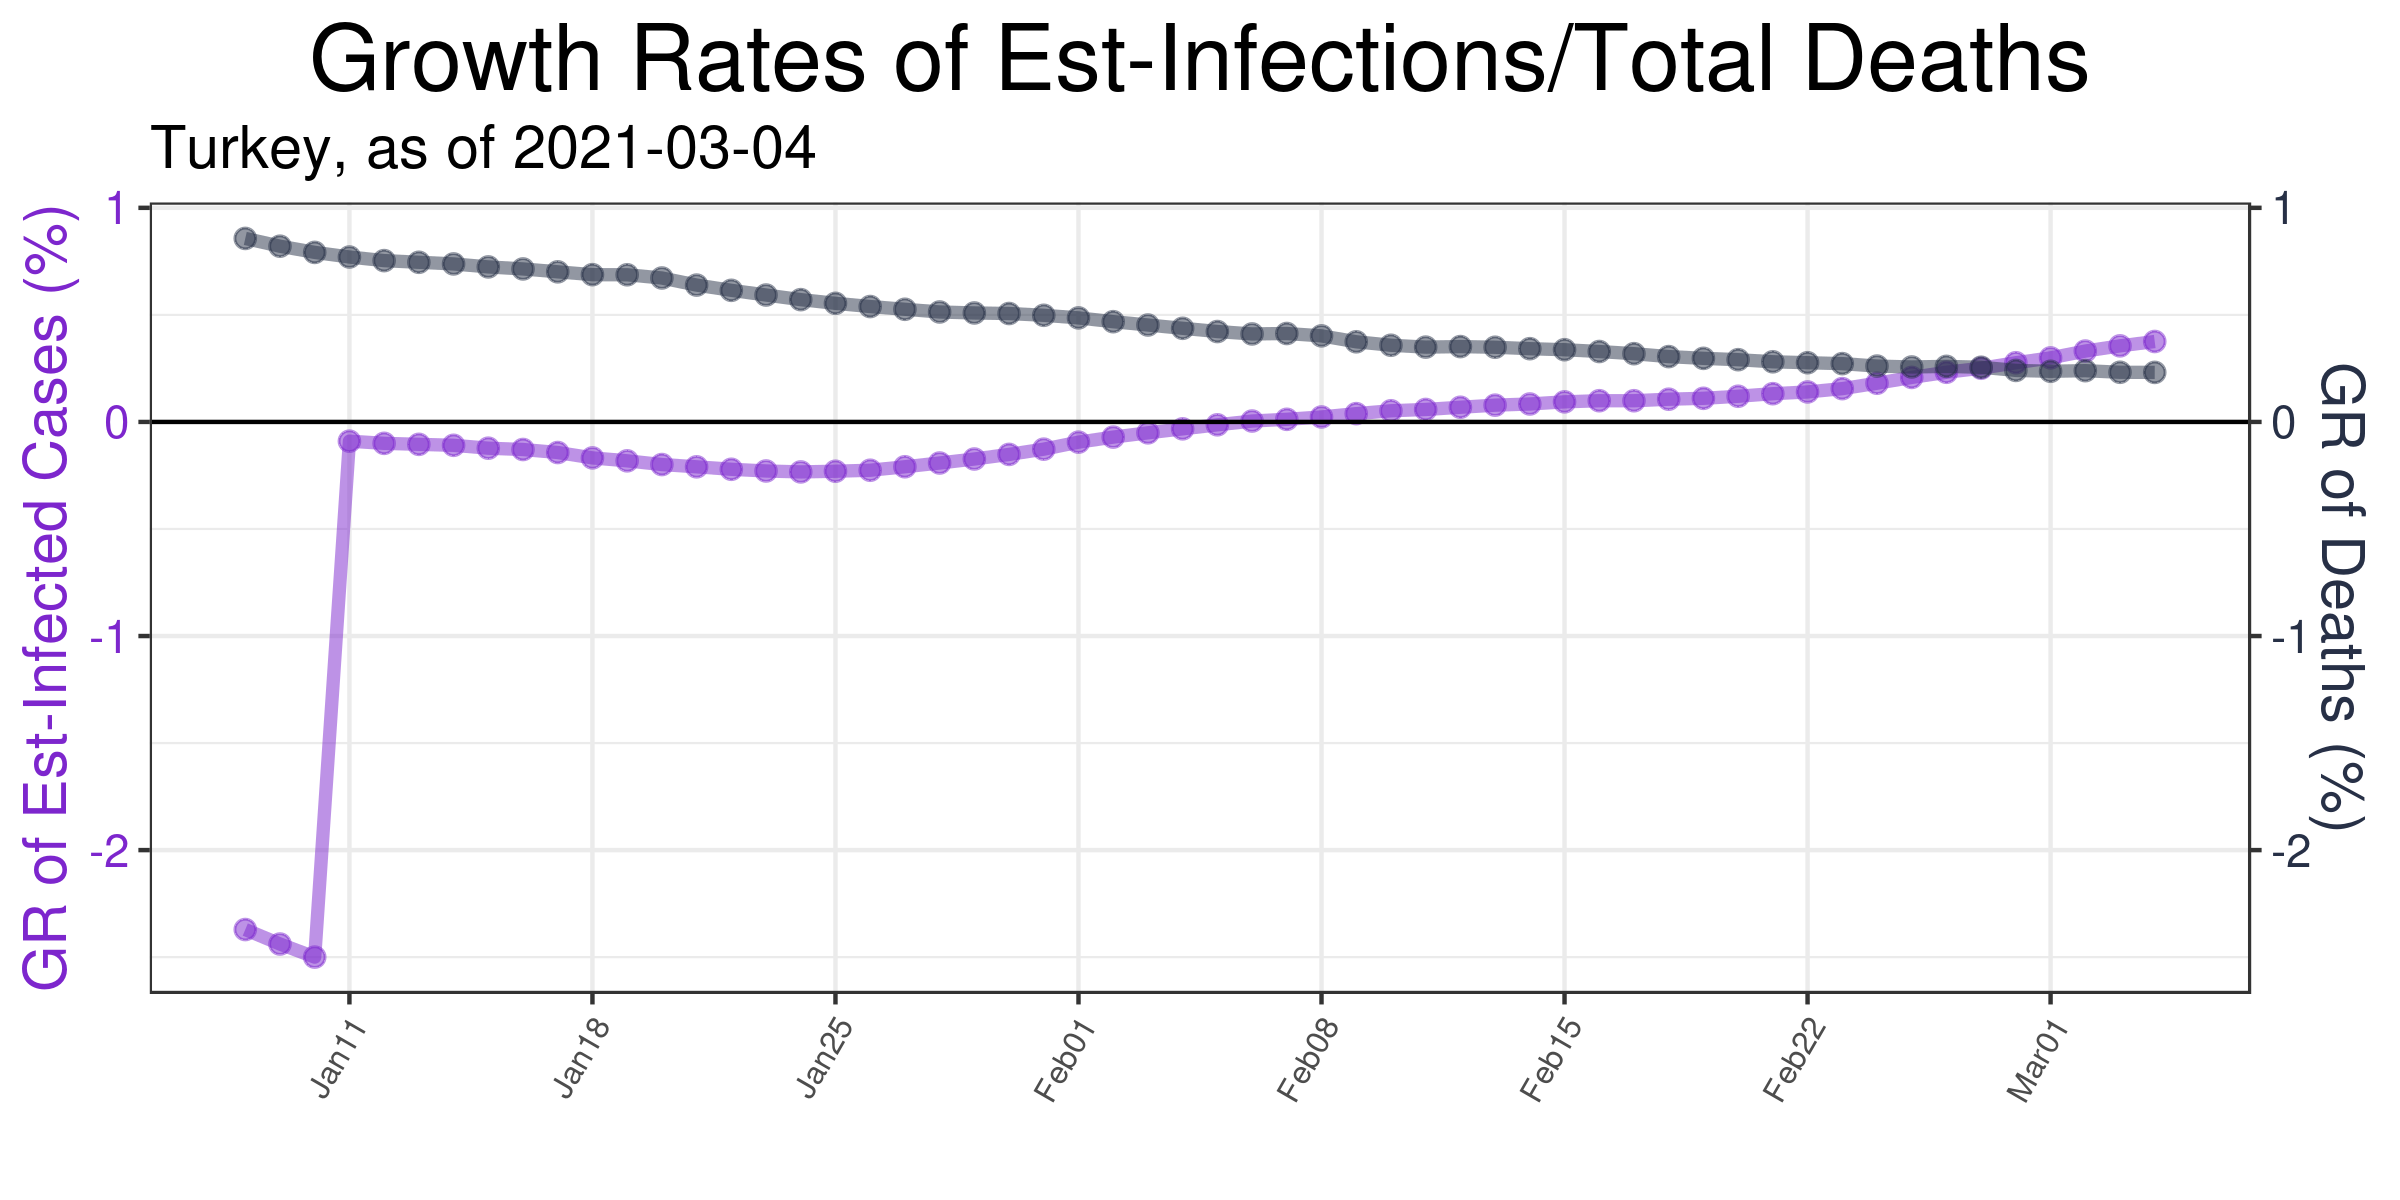 Growth Rates of Est-Infections/Total Deaths
Turkey, as of 2021-03-04
GR of Est-Infected Cases (%)
1
0
-1
-2
1
0
-1
-2
GR of Deaths (%)
Jan11
Jan18
Jan25
Feb01
Feb08
Feb15
Feb22
Mar01